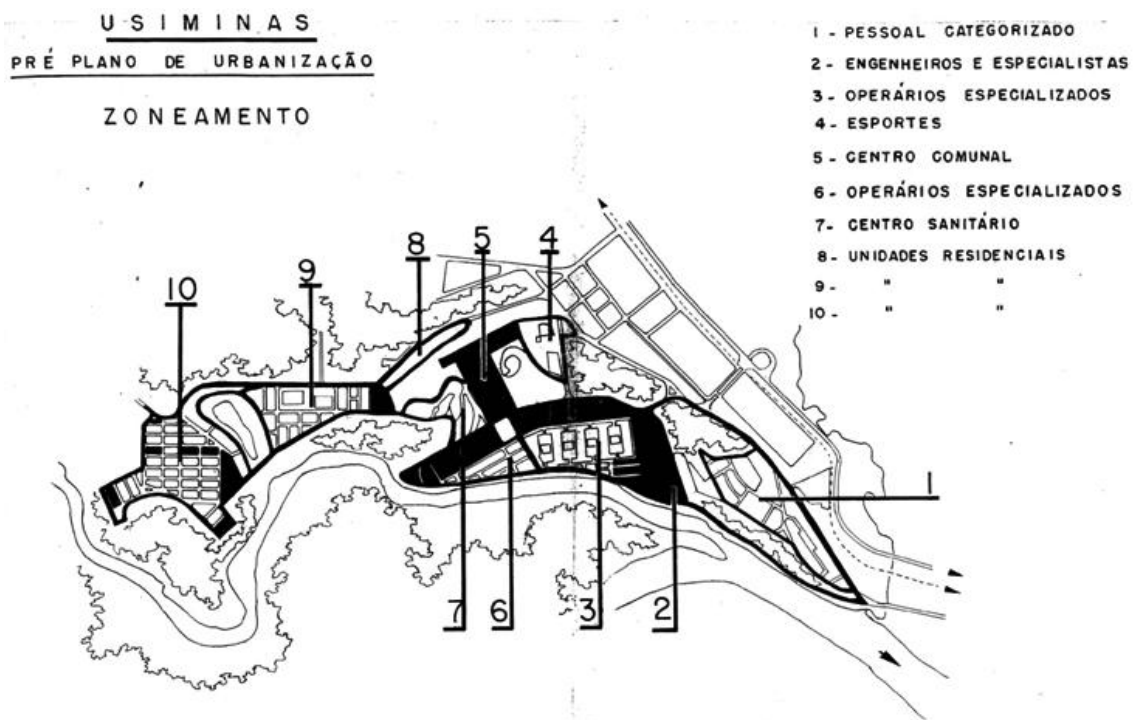 USIMINAS
PRÉ PLANO DE URBANIZAÇÃO
ZONEAMENTO
1 - PESSOAL CATEGORIZADO
2 - ENGENHEIROS E ESPECIALISTAS
3 - OPERÁRIOS ESPECIALIZADOS
4 - ESPORTES
5 - CENTRO COMUNAL
6 - OPERÁRIOS ESPECIALIZADOS
7 - CENTRO SANITÁRIO
8 - UNIDADES RESIDENCIAIS
9 - " "
10 - " "
8
5
4
10
9
1
7
6
3
2